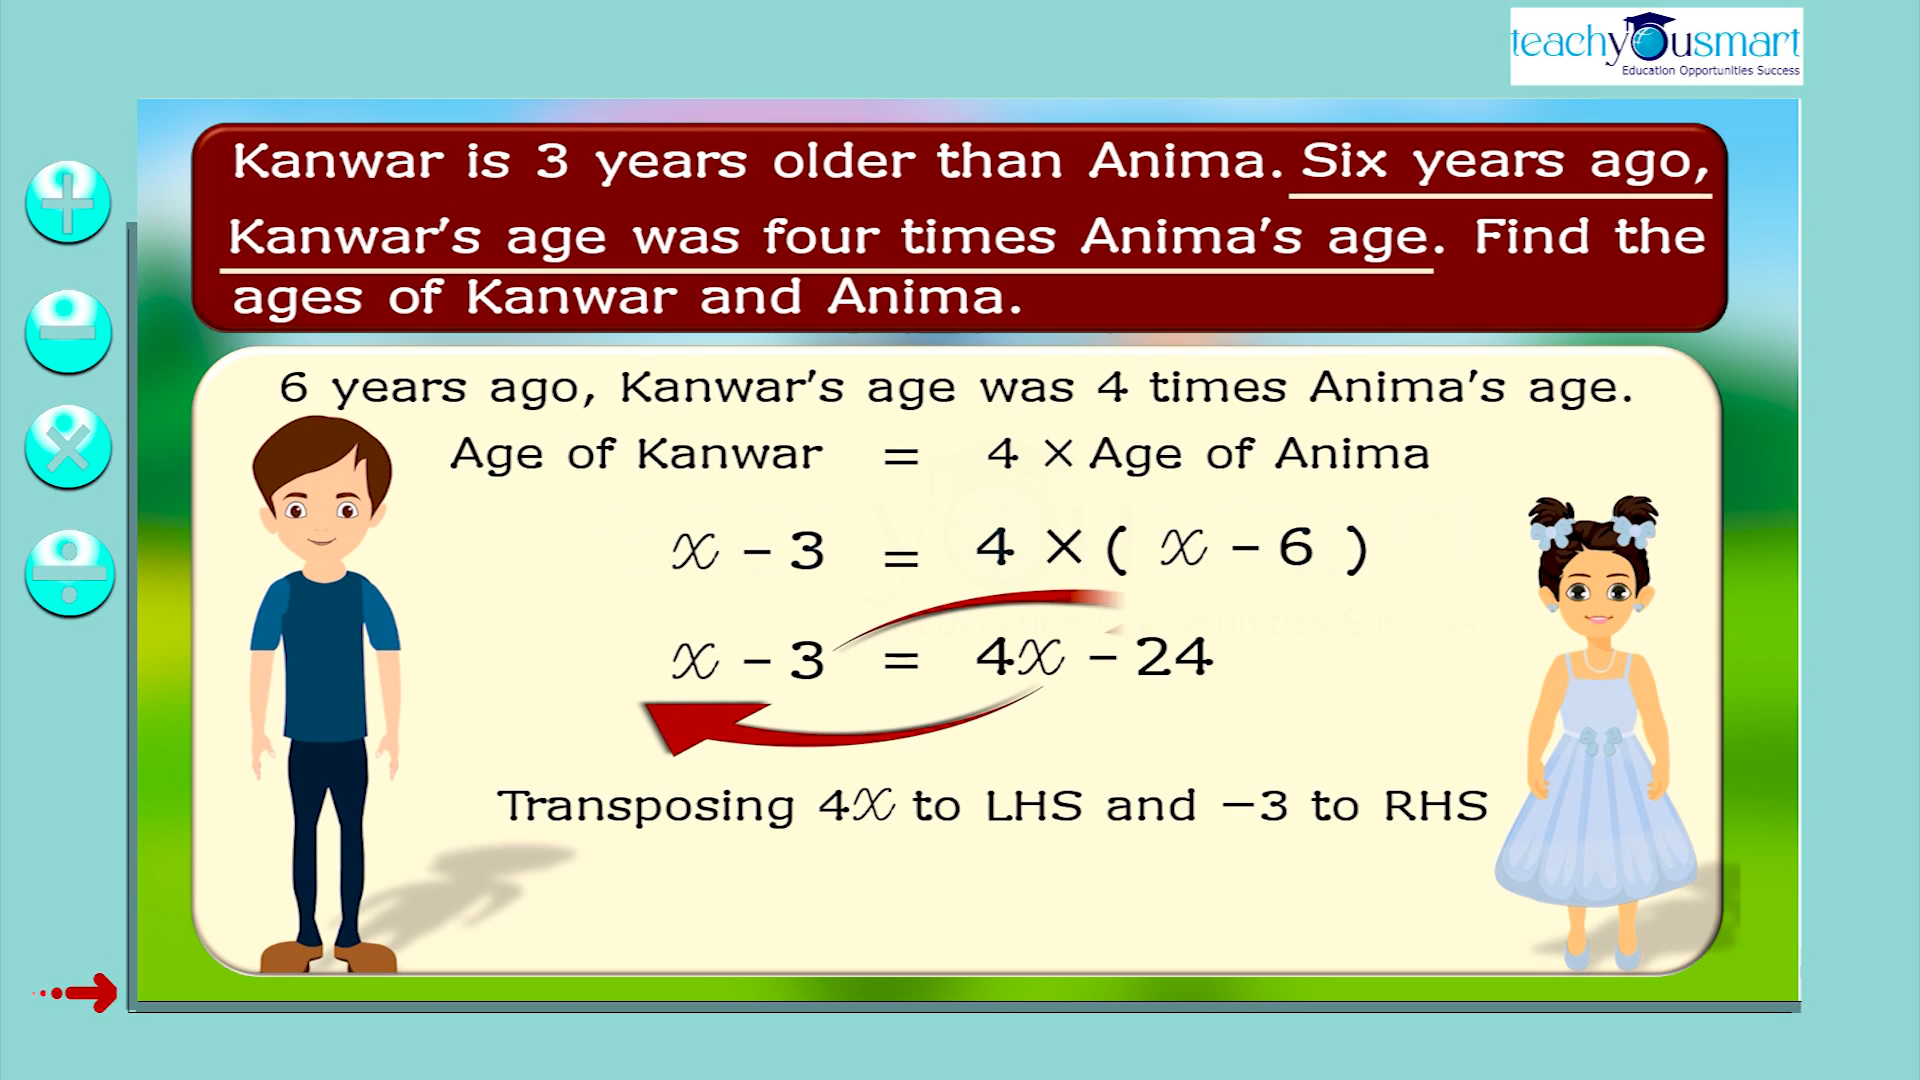 teachyousmart
Education Opportunities Success
Kanwar is 3 years older than Anima. Six years ago,
Kanwar's age was four times Anima's age. Find the
ages of Kanwar and Anima.
6 years ago, Kanwar's age was 4 times Anima's age.
Age of Kanwar = 4 × Age of Anima
x – 3 = 4 × ( x – 6 )
x – 3 = 4x – 24
Transposing 4x to LHS and –3 to RHS